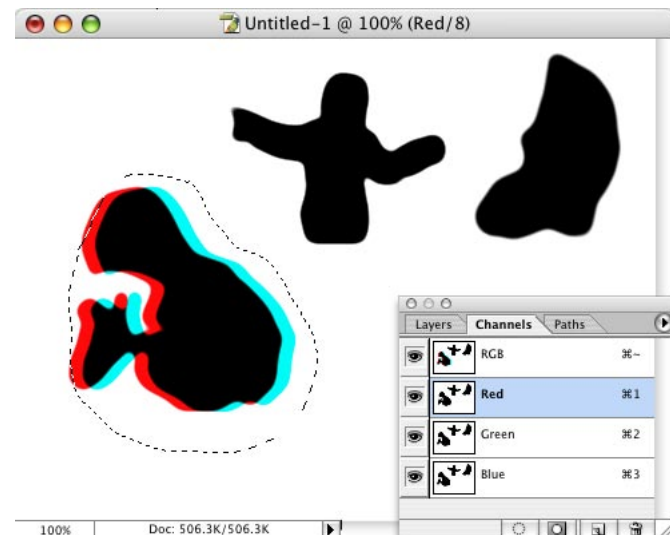 Untitled-1 @ 100% (Red/8)
Layers Channels Paths
RGB ⌘~
Red ⌘1
Green ⌘2
Blue ⌘3
100% Doc: 506.3K/506.3K